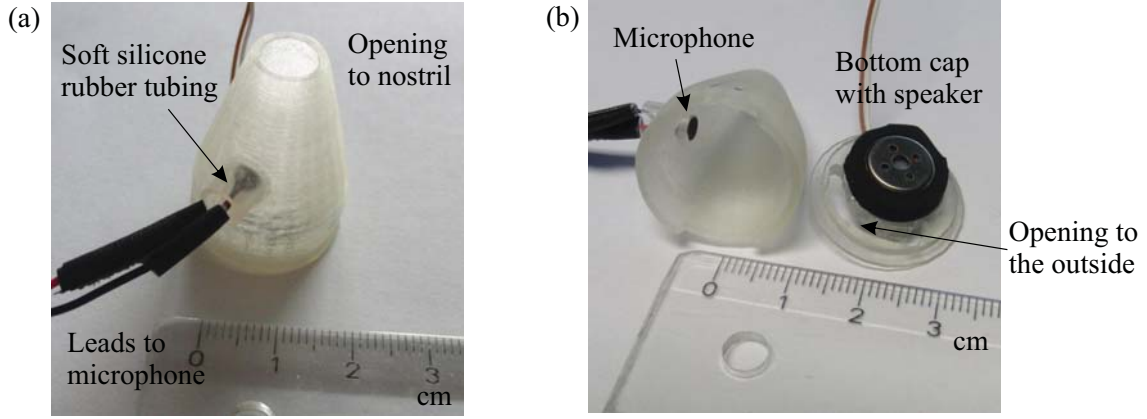 (a)
Soft silicone
rubber tubing
Opening
to nostril
Leads to
microphone
0 1 2 3
cm
(b)
Microphone
Bottom cap
with speaker
Opening to
the outside
0 1 2 3
cm